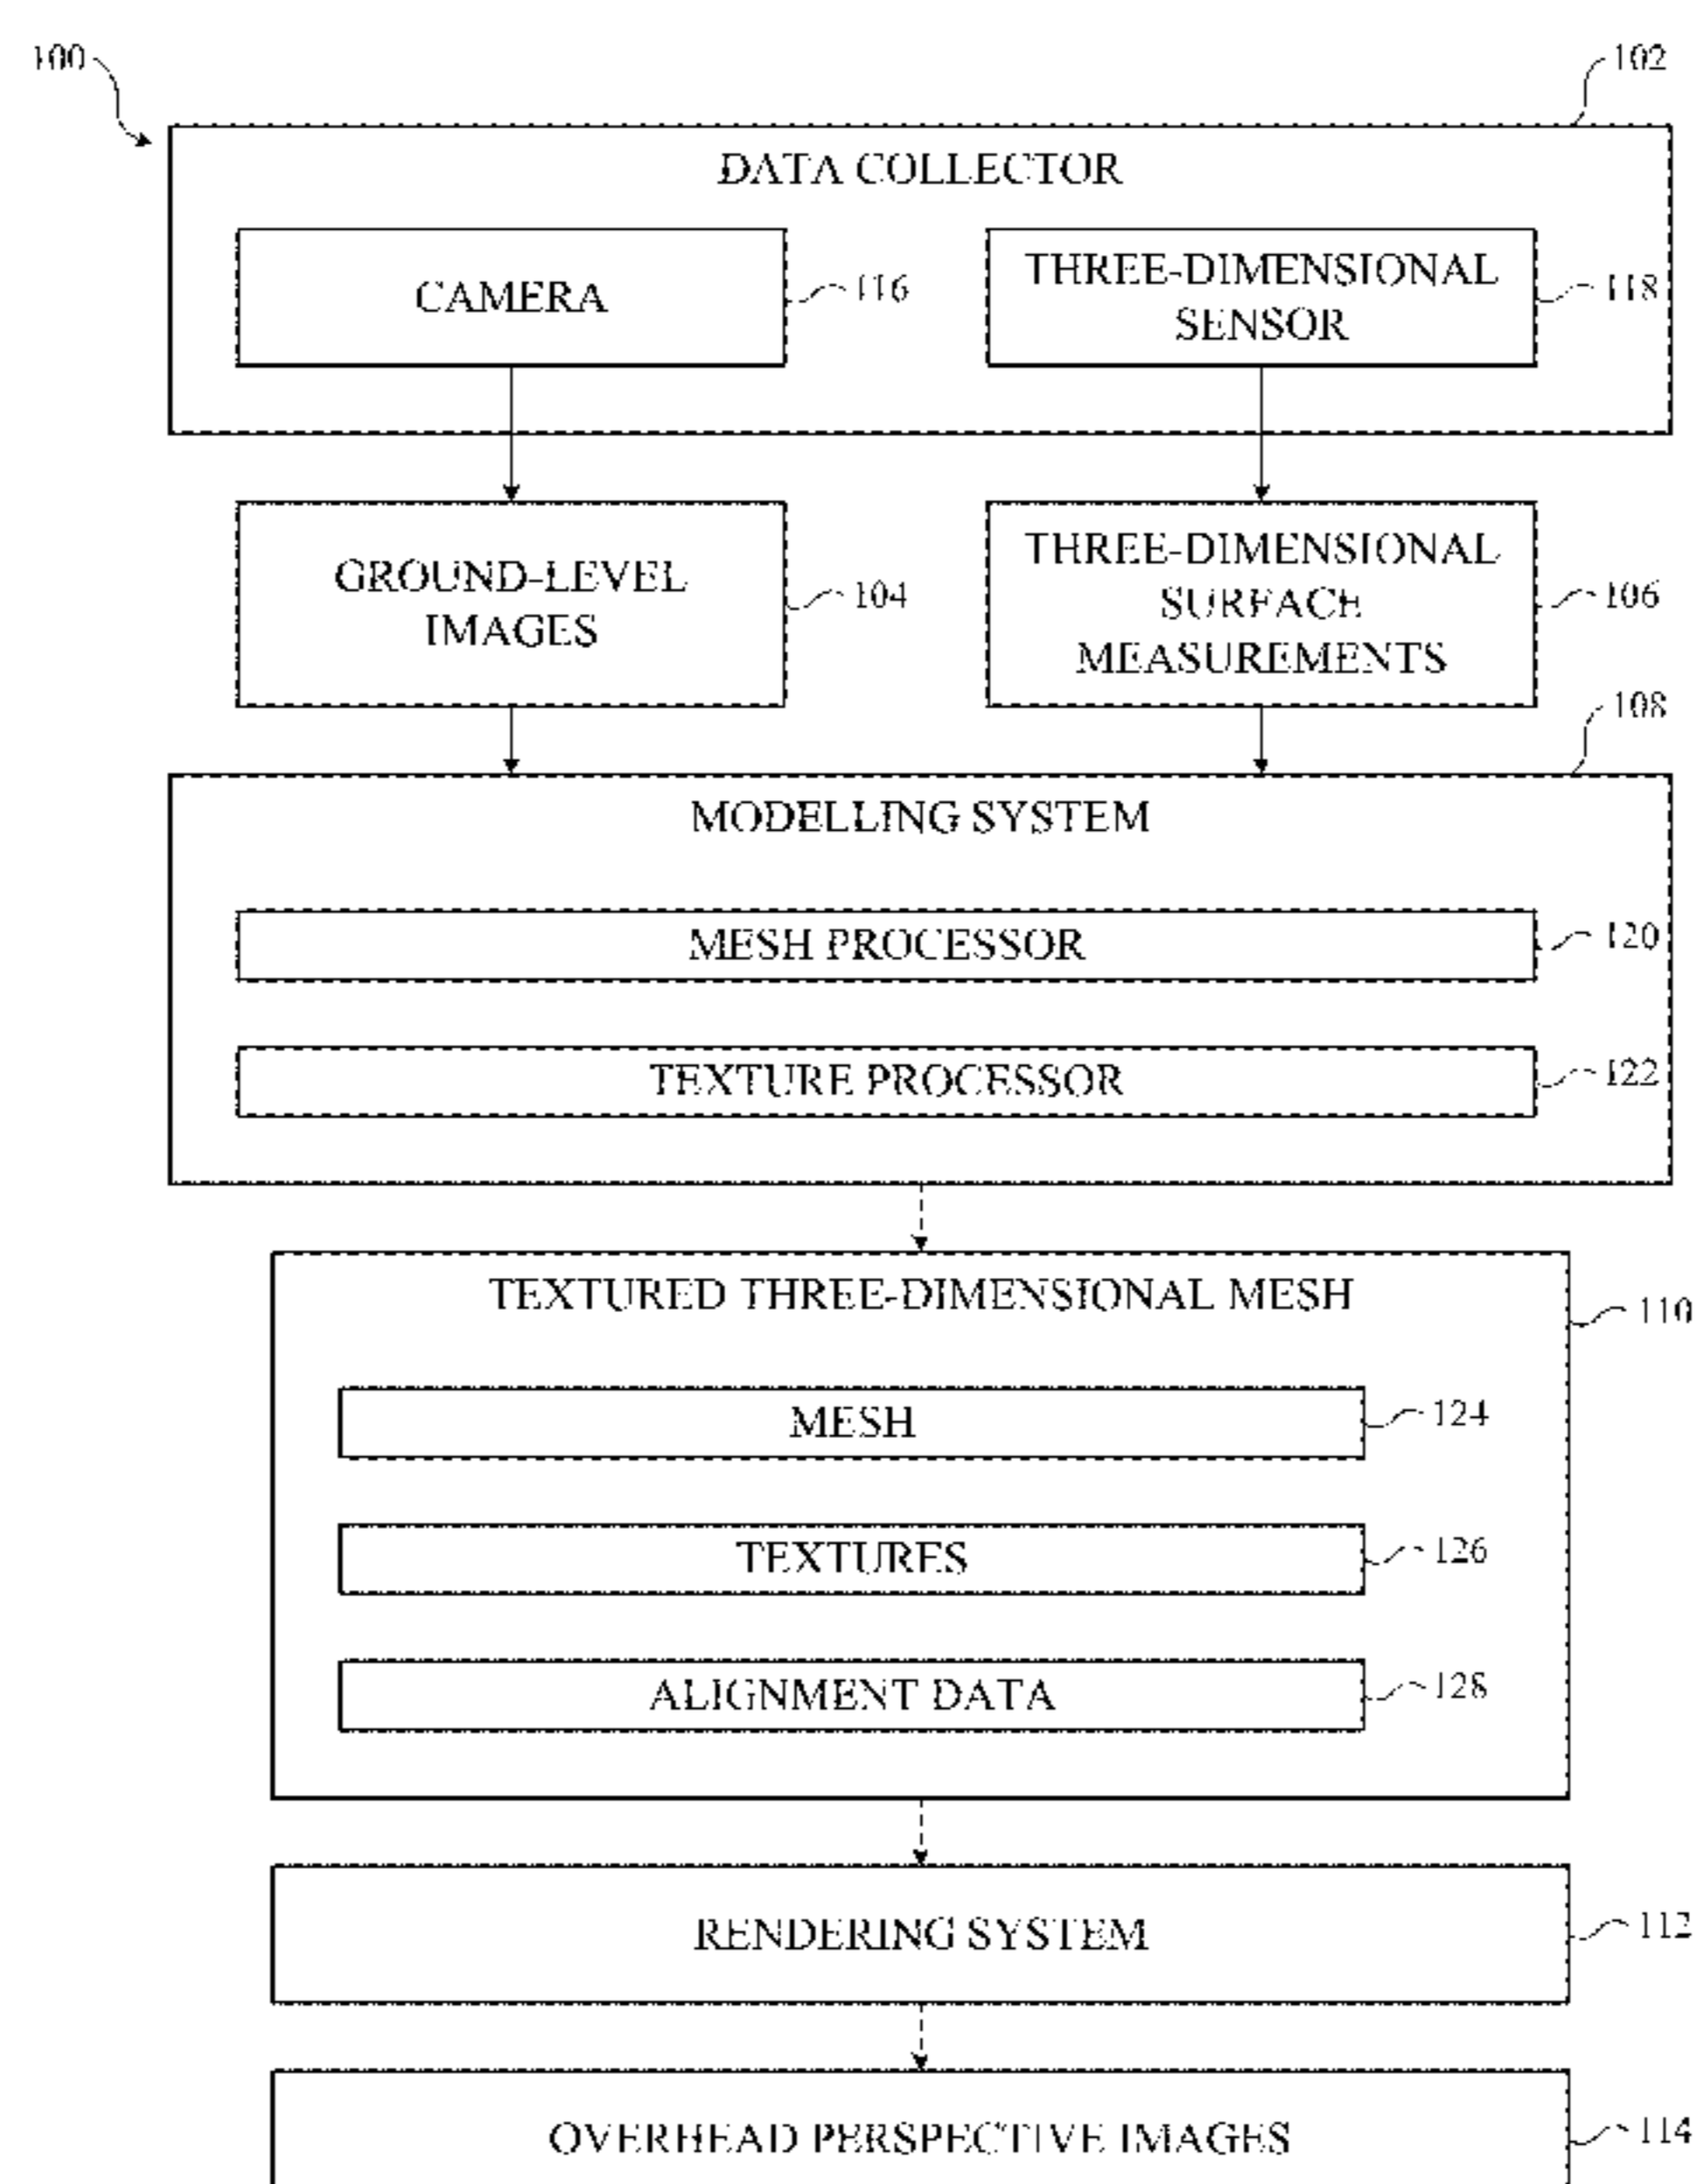 100
102
DATA COLLECTOR
CAMERA
116
THREE-DIMENSIONAL
SENSOR
118
GROUND-LEVEL
IMAGES
104
THREE-DIMENSIONAL
SURFACE
MEASUREMENTS
106
108
MODELLING SYSTEM
MESH PROCESSOR
120
TEXTURE PROCESSOR
122
TEXTURED THREE-DIMENSIONAL MESH
110
MESH
124
TEXTURES
126
ALIGNMENT DATA
128
RENDERING SYSTEM
112
OVERHEAD PERSPECTIVE IMAGES
114